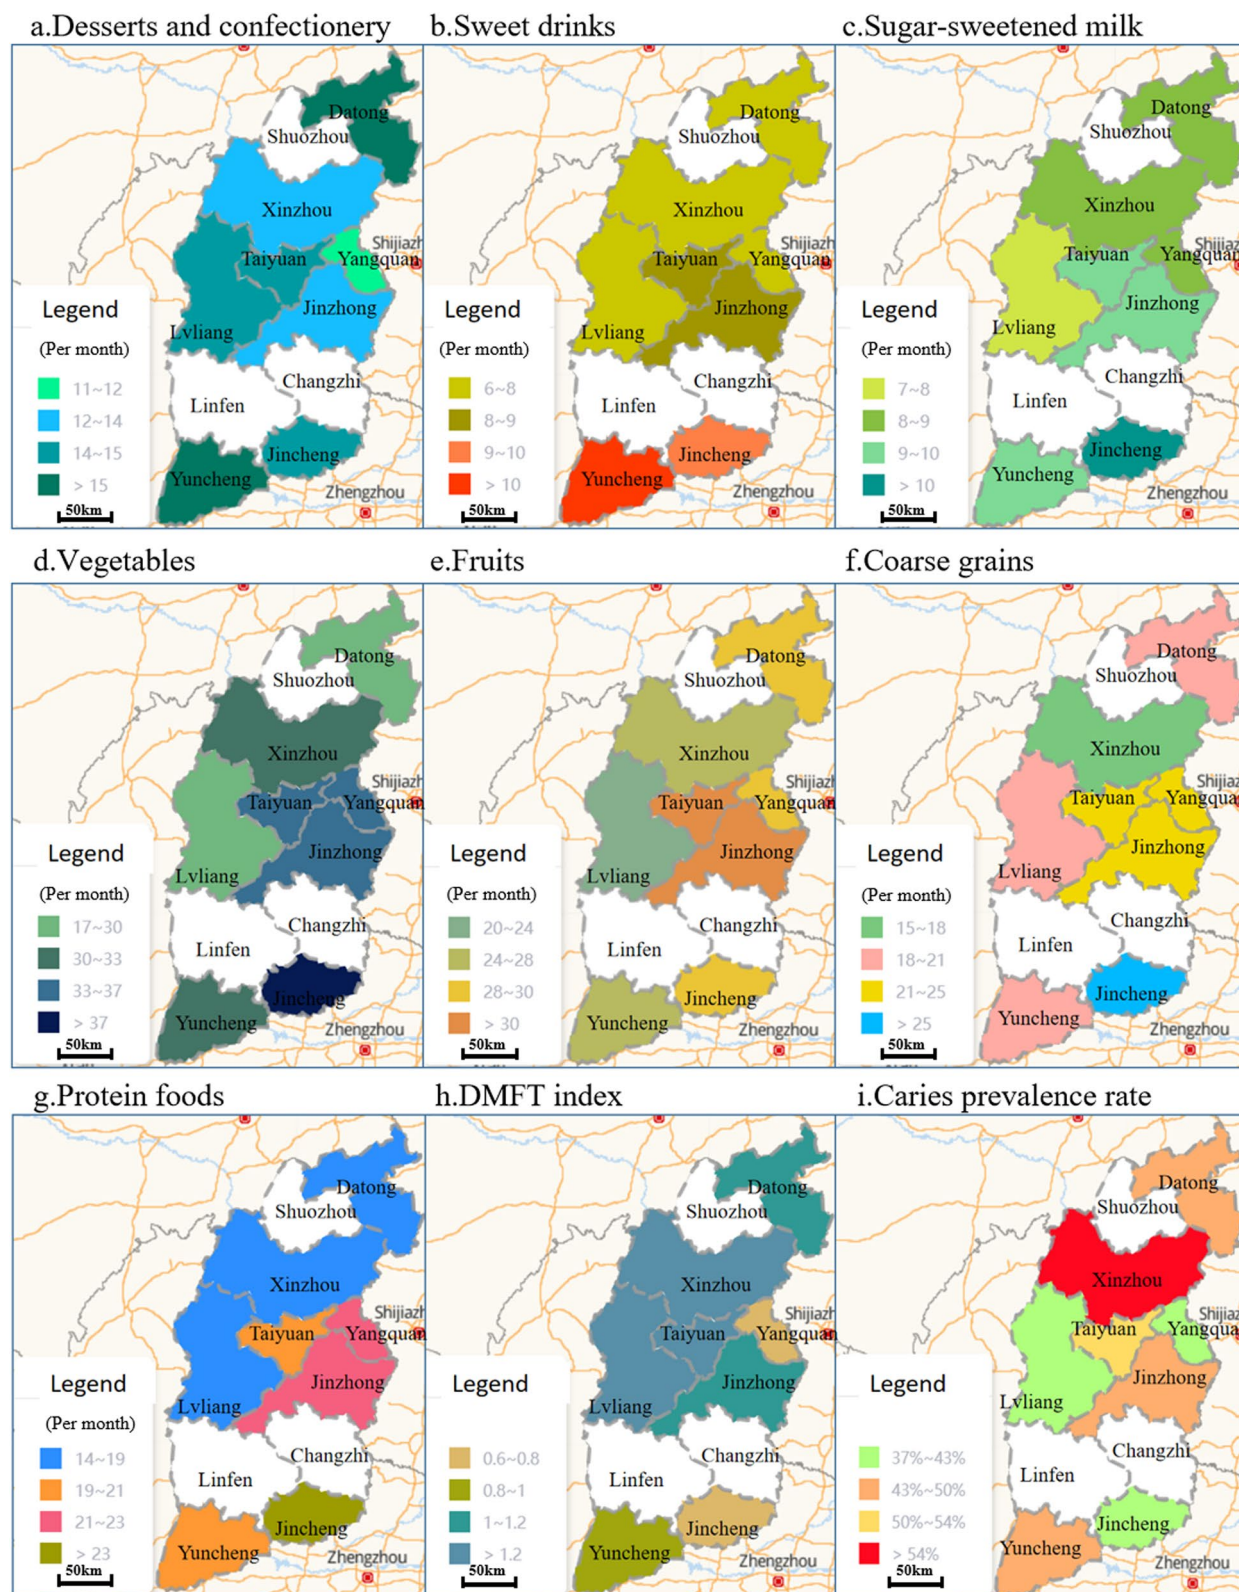 a.Desserts and confectionery
Datong
Shuozhou
Xinzhou
Shijiazh
Taiyuan
Yangquan
Legend
Jinzhong
Lvliang
(Per month)
Changzhi
11~12
Linfen
12~14
14~15
Jincheng
> 15
Yuncheng
Zhengzhou
50km
b.Sweet drinks
Datong
Shuozhou
Xinzhou
Shijiazh
Taiyuan
Yangquan
Legend
Jinzhong
Lvliang
(Per month)
Changzhi
6~8
Linfen
8~9
9~10
Jincheng
> 10
Yuncheng
Zhengzhou
50km
c.Sugar-sweetened milk
Datong
Shuozhou
Xinzhou
Shijiazh
Taiyuan
Yangquan
Legend
Jinzhong
Lvliang
(Per month)
Changzhi
7~8
Linfen
8~9
9~10
Jincheng
> 10
Yuncheng
Zhengzhou
50km
d.Vegetables
Datong
Shuozhou
Xinzhou
Shijiazh
Taiyuan
Yangquan
Legend
Jinzhong
Lvliang
(Per month)
Changzhi
17~30
Linfen
30~33
33~37
Jincheng
> 37
Yuncheng
Zhengzhou
50km
e.Fruits
Datong
Shuozhou
Xinzhou
Shijiazh
Taiyuan
Yangquan
Legend
Jinzhong
Lvliang
(Per month)
Changzhi
20~24
Linfen
24~28
28~30
Jincheng
> 30
Yuncheng
Zhengzhou
50km
f.Coarse grains
Datong
Shuozhou
Xinzhou
Shijiazh
Taiyuan
Yangquan
Legend
Jinzhong
Lvliang
(Per month)
Changzhi
15~18
Linfen
18~21
21~25
Jincheng
> 25
Yuncheng
Zhengzhou
50km
g.Protein foods
Datong
Shuozhou
Xinzhou
Shijiazh
Taiyuan
Yangquan
Legend
Jinzhong
Lvliang
(Per month)
Changzhi
14~19
Linfen
19~21
21~23
Jincheng
> 23
Yuncheng
Zhengzhou
50km
h.DMFT index
Datong
Shuozhou
Xinzhou
Shijiazh
Taiyuan
Yangquan
Legend
Jinzhong
Lvliang
Changzhi
0.6~0.8
Linfen
0.8~1
1~1.2
Jincheng
> 1.2
Yuncheng
Zhengzhou
50km
i.Caries prevalence rate
Datong
Shuozhou
Xinzhou
Shijiazh
Taiyuan
Yangquan
Legend
Jinzhong
Lvliang
Changzhi
37%~43%
Linfen
43%~50%
50%~54%
Jincheng
> 54%
Yuncheng
Zhengzhou
50km